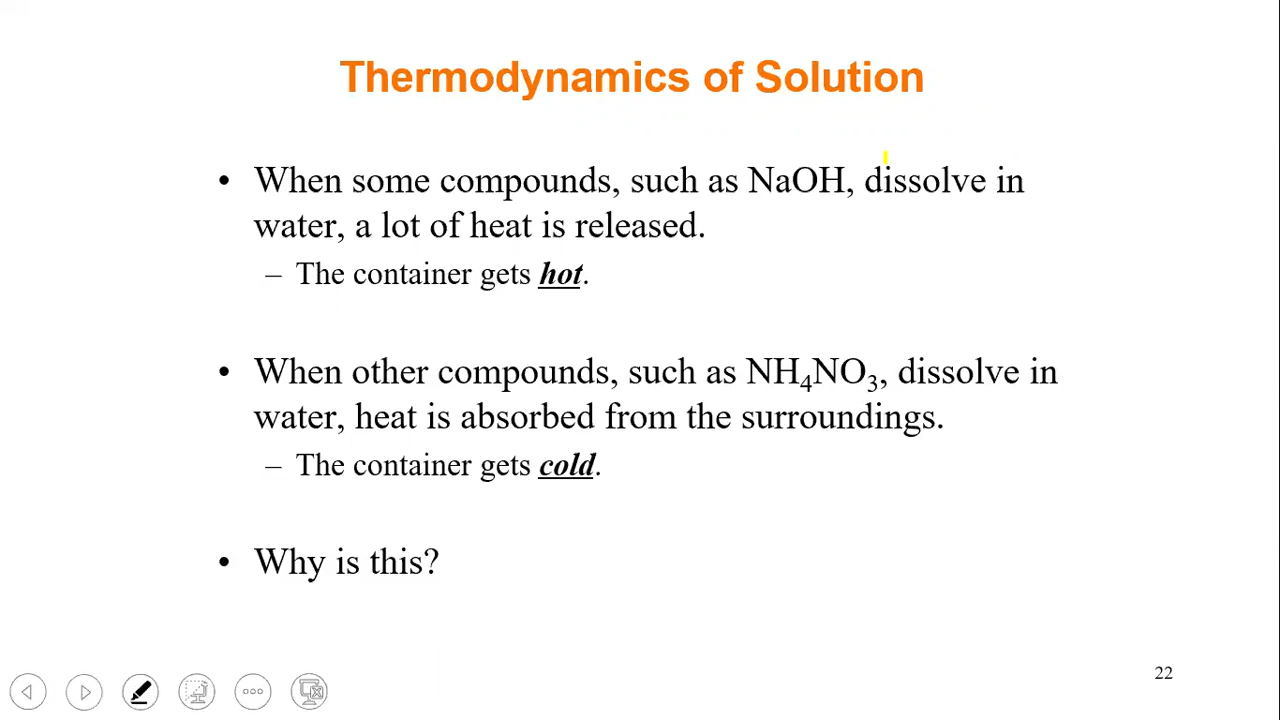 Thermodynamics of Solution
• When some compounds, such as NaOH, dissolve in
water, a lot of heat is released.
– The container gets hot.
• When other compounds, such as NH₄NO₃, dissolve in
water, heat is absorbed from the surroundings.
– The container gets cold.
• Why is this?
22